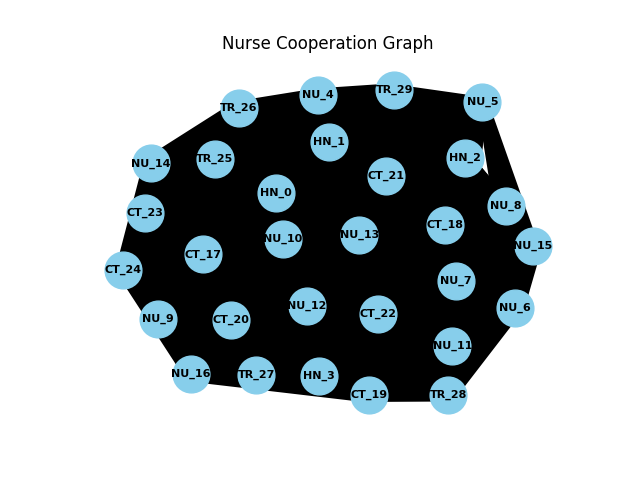 Nurse Cooperation Graph
TR_29
NU_4
NU_5
TR_26
HN_1
HN_2
TR_25
NU_14
CT_21
HN_0
NU_8
CT_23
CT_18
NU_13
NU_10
NU_15
CT_17
CT_24
NU_7
NU_12
NU_6
CT_22
NU_9
CT_20
NU_11
NU_16
TR_27
HN_3
CT_19
TR_28